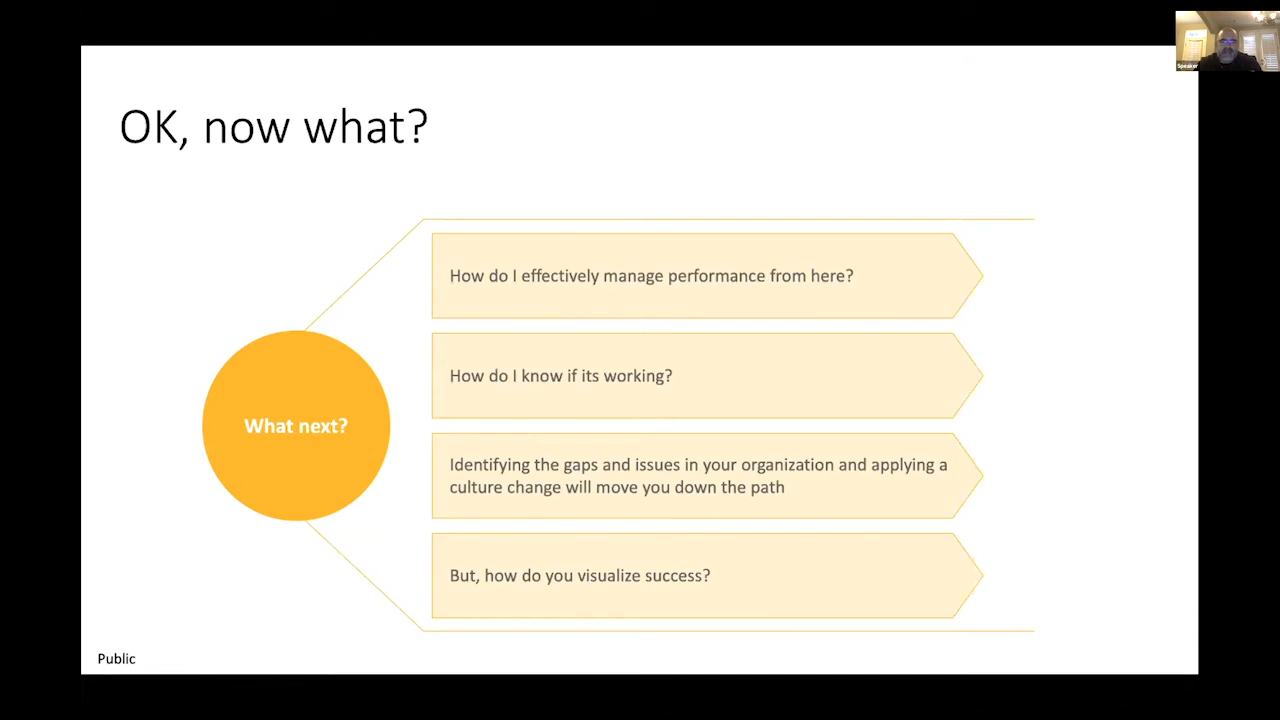 Speaker
OK, now what?
How do I effectively manage performance from here?
How do I know if its working?
What next?
Identifying the gaps and issues in your organization and applying a
culture change will move you down the path
But, how do you visualize success?
Public